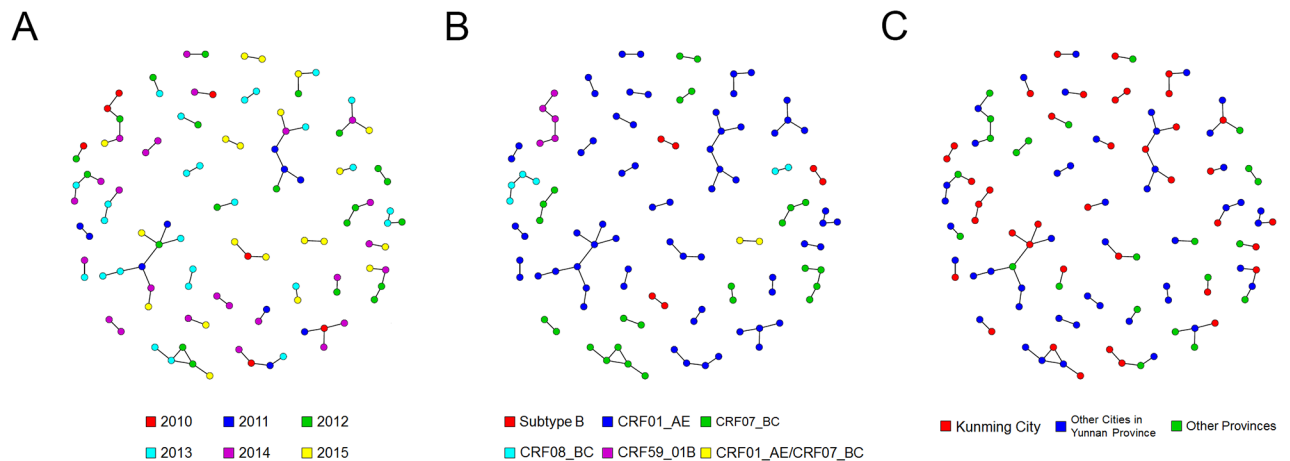 A B C
2010 2011 2012
2013 2014 2015
Subtype B CRF01_AE CRF07_BC
CRF08_BC CRF59_01B CRF01_AE/CRF07_BC
Kunming City
Other Cities in
Yunnan Province
Other Provinces